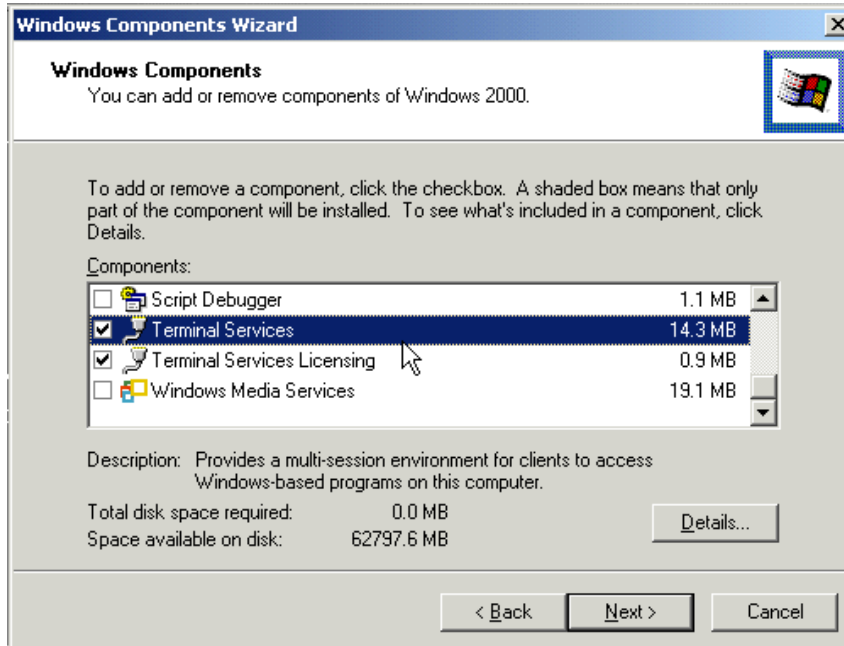 Windows Components Wizard
Windows Components
You can add or remove components of Windows 2000.
To add or remove a component, click the checkbox. A shaded box means that only
part of the component will be installed. To see what's included in a component, click
Details.
Components:
Script Debugger 1.1 MB
Terminal Services 14.3 MB
Terminal Services Licensing 0.9 MB
Windows Media Services 19.1 MB
Description: Provides a multi-session environment for clients to access
Windows-based programs on this computer.
Total disk space required: 0.0 MB
Space available on disk: 62797.6 MB
Details...
< Back Next > Cancel